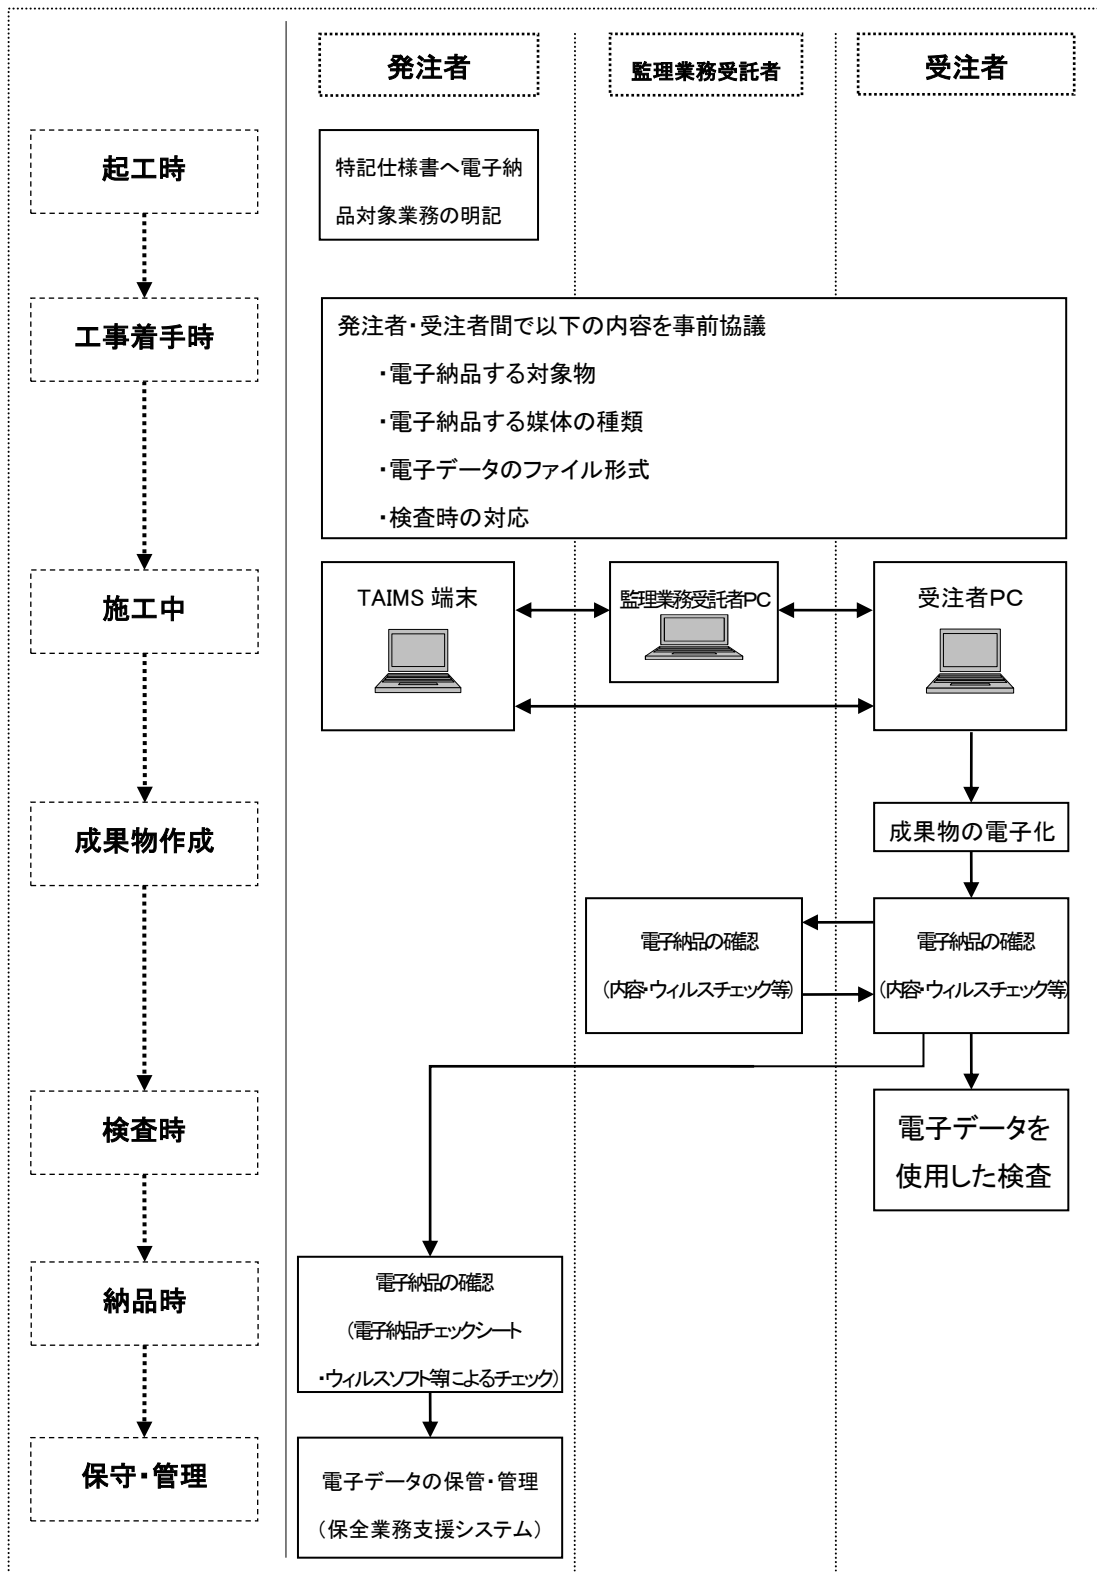 発注者
監理業務受託者
受注者
起工時
特記仕様書へ電子納
品対象業務の明記
工事着手時
発注者・受注者間で以下の内容を事前協議
・電子納品する対象物
・電子納品する媒体の種類
・電子データのファイル形式
・検査時の対応
施工中
TAIMS 端末
監理業務受託者PC
受注者PC
成果物作成
成果物の電子化
電子納品の確認
(内容・ウィルスチェック等)
電子納品の確認
(内容・ウィルスチェック等)
検査時
電子データを
使用した検査
納品時
電子納品の確認
(電子納品チェックシート
・ウィルスソフト等によるチェック)
保守・管理
電子データの保管・管理
(保全業務支援システム)